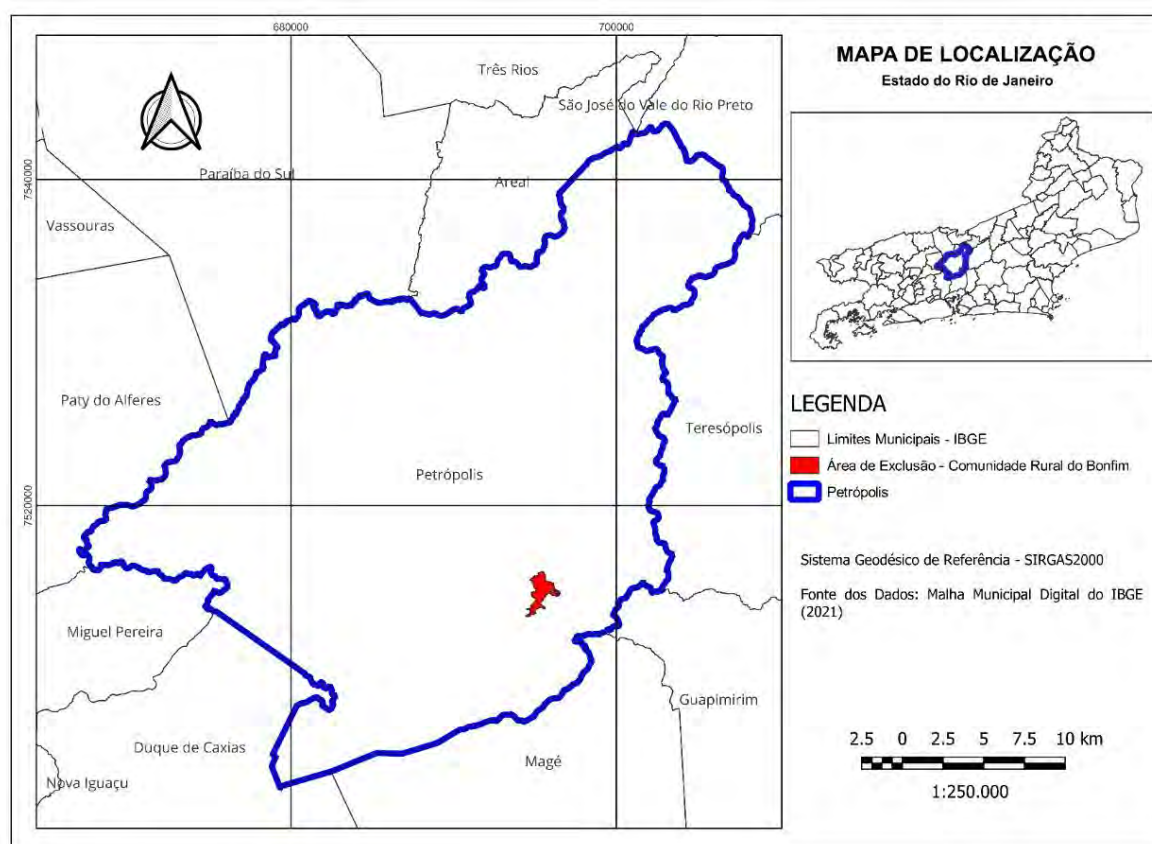 680000
700000
7540000
7520000
Três Rios
São José do Vale do Rio Preto
Paraíba do Sul
Areal
Vassouras
Paty do Alferes
Teresópolis
Petrópolis
Miguel Pereira
Guapimirim
Duque de Caxias
Magé
Nova Iguaçu
MAPA DE LOCALIZAÇÃO
Estado do Rio de Janeiro
LEGENDA
Limites Municipais - IBGE
Área de Exclusão - Comunidade Rural do Bonfim
Petrópolis
Sistema Geodésico de Referência - SIRGAS2000
Fonte dos Dados: Malha Municipal Digital do IBGE
(2021)
2.5 0 2.5 5 7.5 10 km
1:250.000